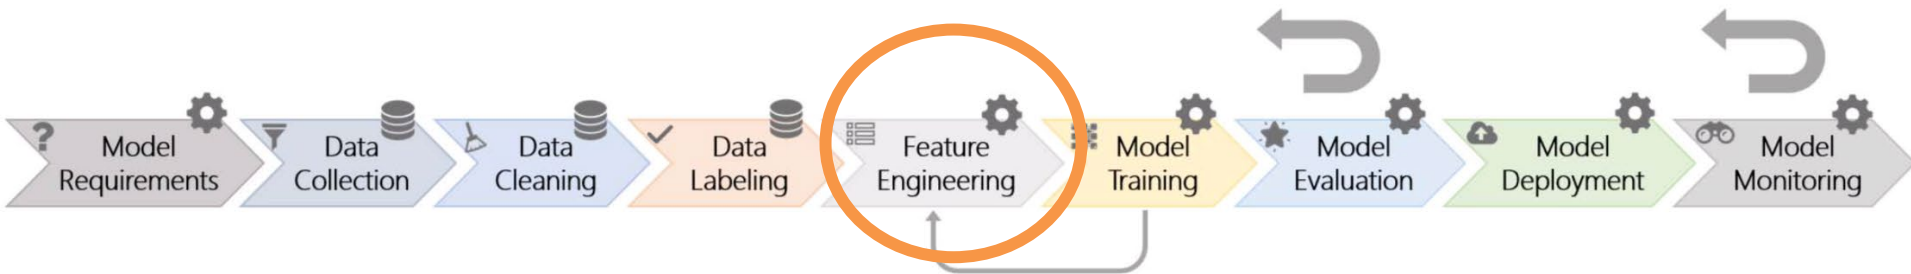 Model
Requirements
Data
Collection
Data
Cleaning
Data
Labeling
Feature
Engineering
Model
Training
Model
Evaluation
Model
Deployment
Model
Monitoring